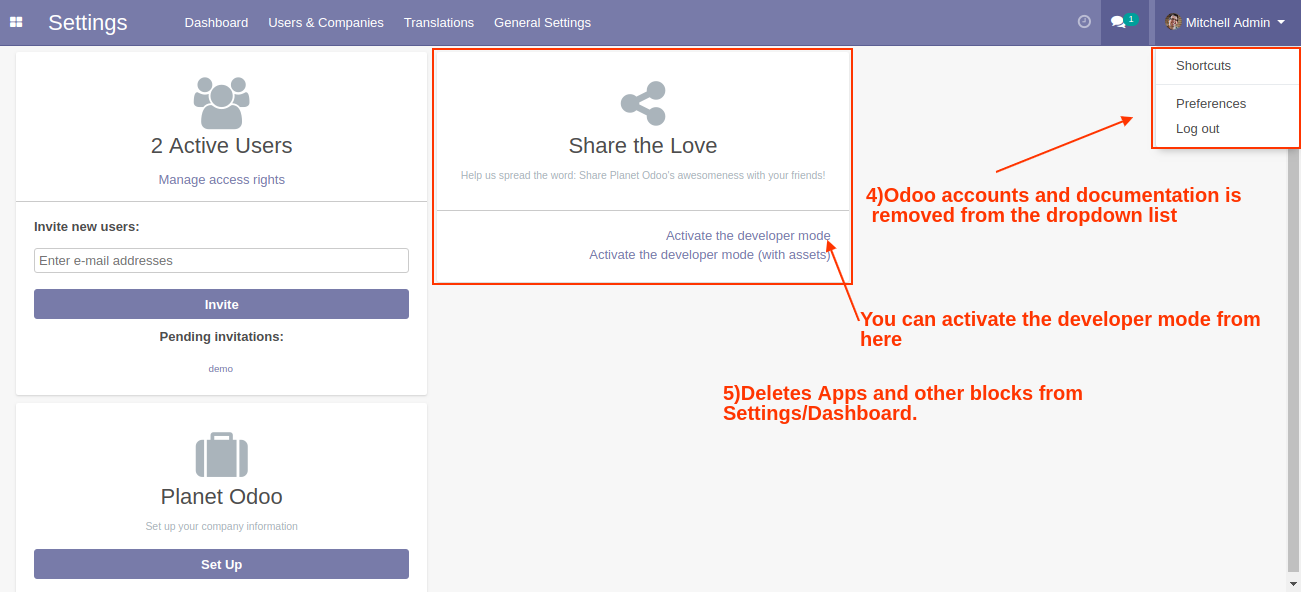 Settings
Dashboard Users & Companies Translations General Settings
1
Mitchell Admin
Shortcuts
Preferences
Log out
2 Active Users
Manage access rights
Invite new users:
Enter e-mail addresses
Invite
Pending invitations:
demo
Share the Love
Help us spread the word: Share Planet Odoo's awesomeness with your friends!
Activate the developer mode
Activate the developer mode (with assets)
4)Odoo accounts and documentation is
removed from the dropdown list
You can activate the developer mode from
here
5)Deletes Apps and other blocks from
Settings/Dashboard.
Planet Odoo
Set up your company information
Set Up